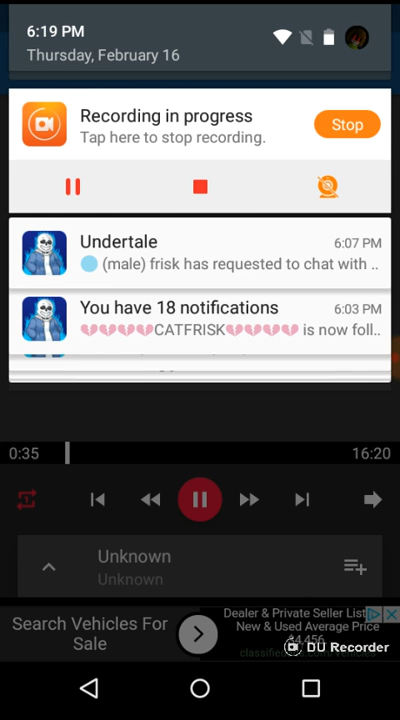 6:19 PM
Thursday, February 16
Recording in progress
Tap here to stop recording.
Stop
Undertale 6:07 PM
(male) frisk has requested to chat with ..
You have 18 notifications 6:03 PM
💔💔💔💔CATFRISK💔💔💔💔 is now foll..
0:35 16:20
1
Unknown
Unknown
Search Vehicles For
Sale
Dealer & Private Seller List
New & Used Average Price
$4,456
DU Recorder